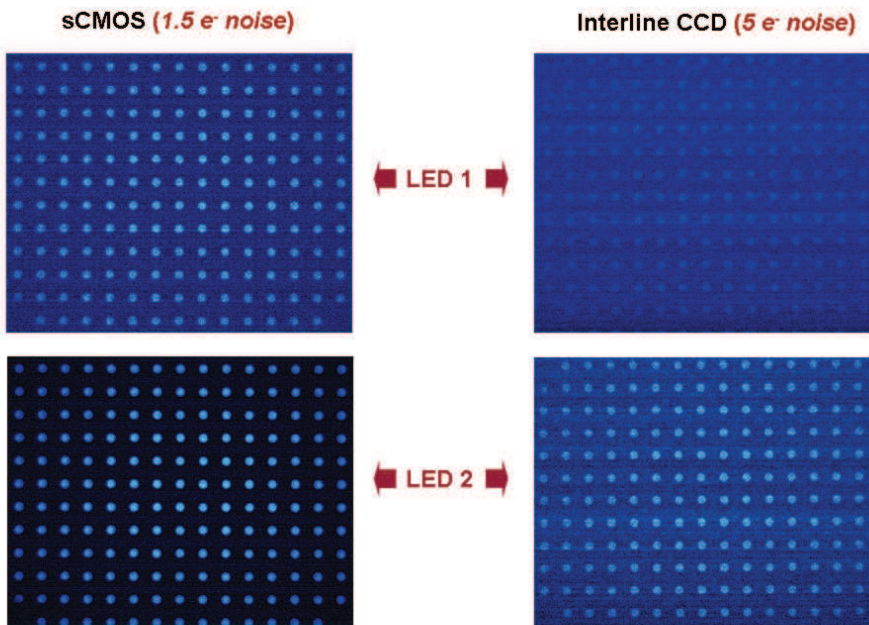 sCMOS (1.5 e- noise)
Interline CCD (5 e- noise)
LED 1
LED 2